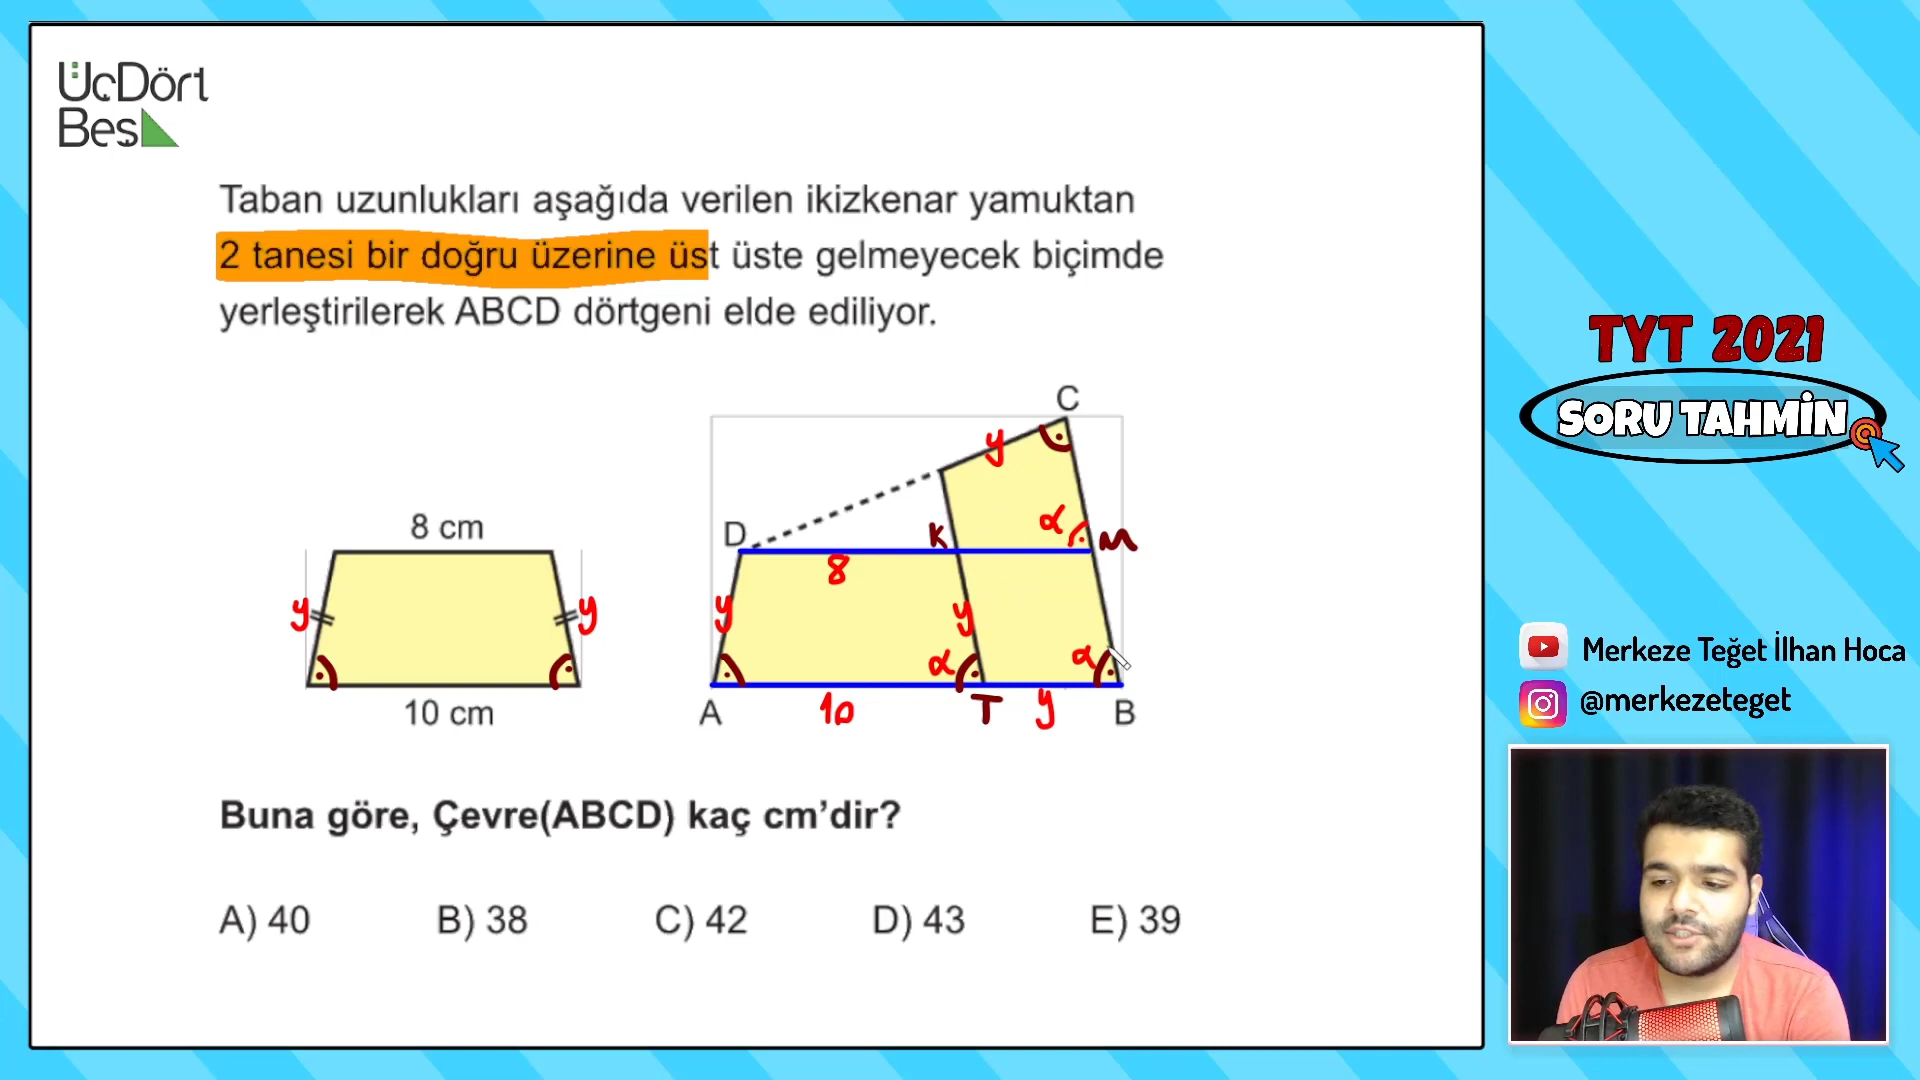 ÜçDört
Beş
Taban uzunlukları aşağıda verilen ikizkenar yamuktan
2 tanesi bir doğru üzerine üst üste gelmeyecek biçimde
yerleştirilerek ABCD dörtgeni elde ediliyor.
8 cm
y
y
10 cm
C
y
D
K
α
M
8
y
y
α
α
A
10
T
y
B
Buna göre, Çevre(ABCD) kaç cm'dir?
A) 40 B) 38 C) 42 D) 43 E) 39
TYT 2021
SORU TAHMİN
Merkeze Teğet İlhan Hoca
@merkezeteget